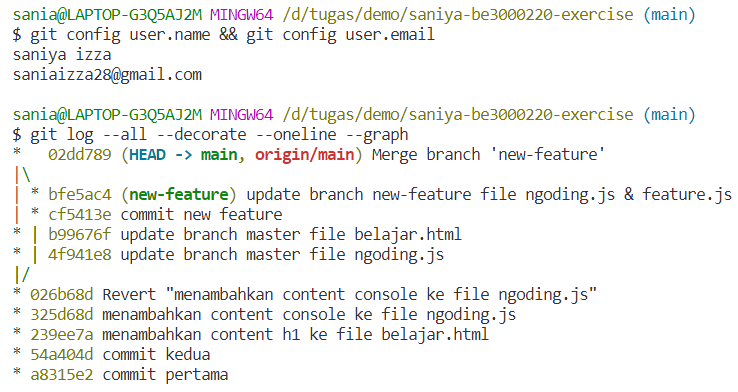 sania@LAPTOP-G3Q5AJ2M MINGW64 /d/tugas/demo/saniya-be3000220-exercise (main)
$ git config user.name && git config user.email
saniya izza
saniaizza28@gmail.com

sania@LAPTOP-G3Q5AJ2M MINGW64 /d/tugas/demo/saniya-be3000220-exercise (main)
$ git log --all --decorate --oneline --graph
*   02dd789 (HEAD -> main, origin/main) Merge branch 'new-feature'
|\
| * bfe5ac4 (new-feature) update branch new-feature file ngoding.js & feature.js
| * cf5413e commit new feature
* | b99676f update branch master file belajar.html
* | 4f941e8 update branch master file ngoding.js
|/
* 026b68d Revert "menambahkan content console ke file ngoding.js"
* 325d68d menambahkan content console ke file ngoding.js
* 239ee7a menambahkan content h1 ke file belajar.html
* 54a404d commit kedua
* a8315e2 commit pertama